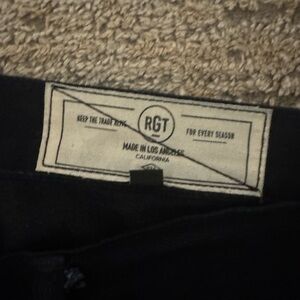 KEEP THE TRADE ALIVE
RGT
FOR EVERY SEASON
MADE IN LOS ANGELES
CALIFORNIA